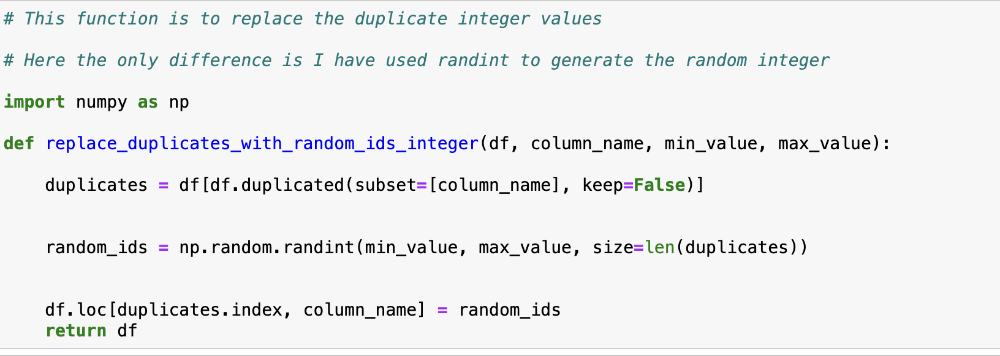 # This function is to replace the duplicate integer values
# Here the only difference is I have used randint to generate the random integer
import numpy as np
def replace_duplicates_with_random_ids_integer(df, column_name, min_value, max_value):
    duplicates = df[df.duplicated(subset=[column_name], keep=False)]
    random_ids = np.random.randint(min_value, max_value, size=len(duplicates))
    df.loc[duplicates.index, column_name] = random_ids
    return df